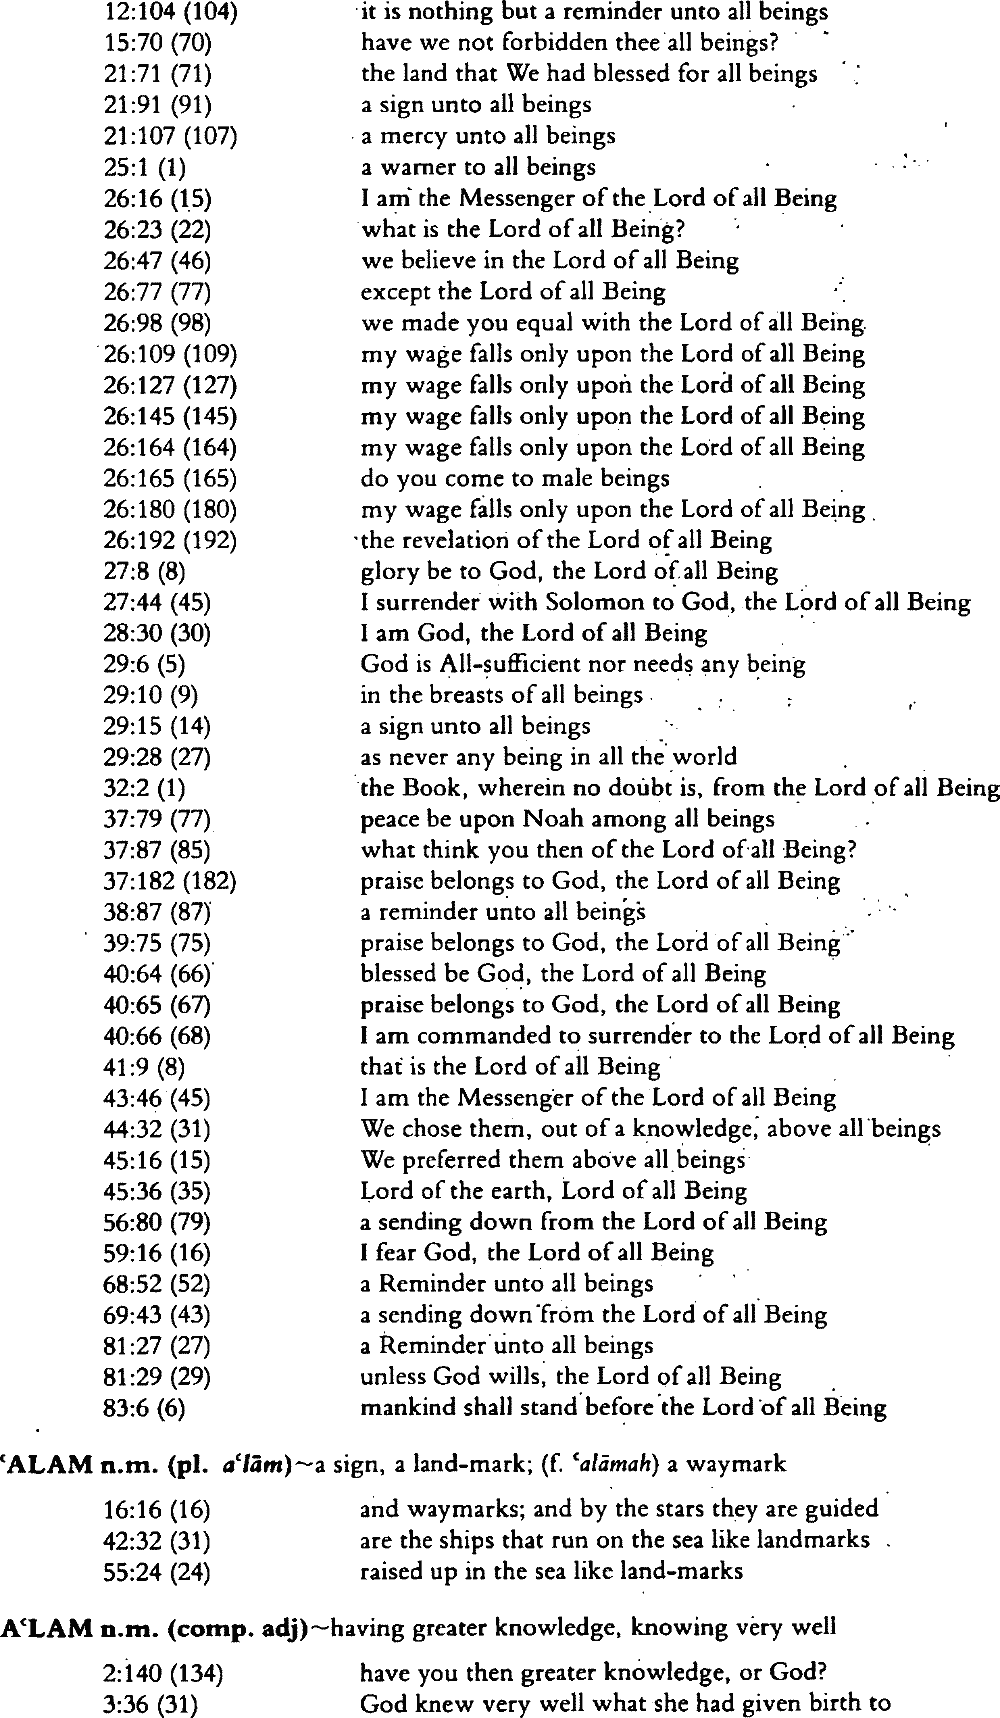 12:104 (104) it is nothing but a reminder unto all beings
15:70 (70) have we not forbidden thee all beings?
21:71 (71) the land that We had blessed for all beings
21:91 (91) a sign unto all beings
21:107 (107) a mercy unto all beings
25:1 (1) a warner to all beings
26:16 (15) I am the Messenger of the Lord of all Being
26:23 (22) what is the Lord of all Being?
26:47 (46) we believe in the Lord of all Being
26:77 (77) except the Lord of all Being
26:98 (98) we made you equal with the Lord of all Being
26:109 (109) my wage falls only upon the Lord of all Being
26:127 (127) my wage falls only upon the Lord of all Being
26:145 (145) my wage falls only upon the Lord of all Being
26:164 (164) my wage falls only upon the Lord of all Being
26:165 (165) do you come to male beings
26:180 (180) my wage falls only upon the Lord of all Being
26:192 (192) the revelation of the Lord of all Being
27:8 (8) glory be to God, the Lord of all Being
27:44 (45) I surrender with Solomon to God, the Lord of all Being
28:30 (30) I am God, the Lord of all Being
29:6 (5) God is All-sufficient nor needs any being
29:10 (9) in the breasts of all beings
29:15 (14) a sign unto all beings
29:28 (27) as never any being in all the world
32:2 (1) the Book, wherein no doubt is, from the Lord of all Being
37:79 (77) peace be upon Noah among all beings
37:87 (85) what think you then of the Lord of all Being?
37:182 (182) praise belongs to God, the Lord of all Being
38:87 (87) a reminder unto all beings
39:75 (75) praise belongs to God, the Lord of all Being
40:64 (66) blessed be God, the Lord of all Being
40:65 (67) praise belongs to God, the Lord of all Being
40:66 (68) I am commanded to surrender to the Lord of all Being
41:9 (8) that is the Lord of all Being
43:46 (45) I am the Messenger of the Lord of all Being
44:32 (31) We chose them, out of a knowledge, above all beings
45:16 (15) We preferred them above all beings
45:36 (35) Lord of the earth, Lord of all Being
56:80 (79) a sending down from the Lord of all Being
59:16 (16) I fear God, the Lord of all Being
68:52 (52) a Reminder unto all beings
69:43 (43) a sending down from the Lord of all Being
81:27 (27) a Reminder unto all beings
81:29 (29) unless God wills, the Lord of all Being
83:6 (6) mankind shall stand before the Lord of all Being
ʿALAM n.m. (pl. aʿlām)~a sign, a land-mark; (f. ʿalāmah) a waymark
16:16 (16) and waymarks; and by the stars they are guided
42:32 (31) are the ships that run on the sea like landmarks
55:24 (24) raised up in the sea like land-marks
AʿLAM n.m. (comp. adj)~having greater knowledge, knowing very well
2:140 (134) have you then greater knowledge, or God?
3:36 (31) God knew very well what she had given birth to